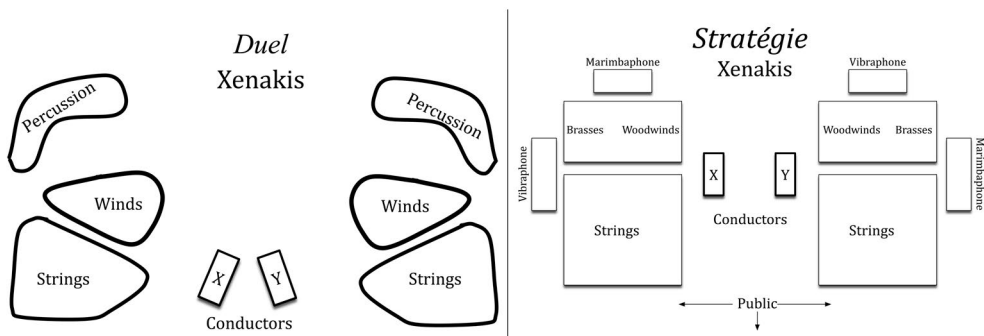 Duel
Xenakis
Percussion
Percussion
Winds
Winds
Strings
Strings
X
Y
Conductors
Stratégie
Xenakis
Marimbaphone
Vibraphone
Brasses
Woodwinds
Woodwinds
Brasses
Vibraphone
Marimbaphone
X
Y
Conductors
Strings
Strings
Public